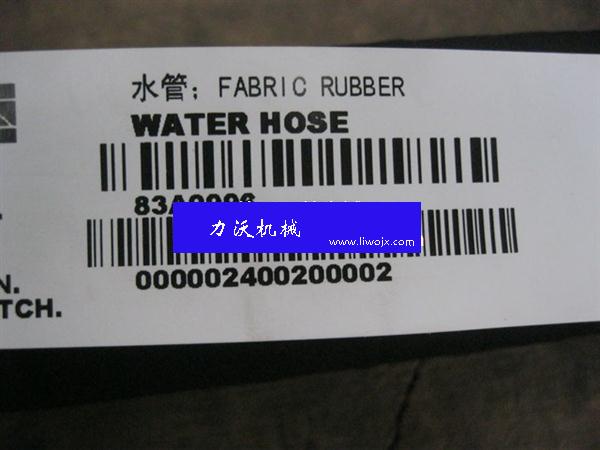 水管; FABRIC RUBBER
WATER HOSE
力沃机械
www.liwojx.com
000002400200002
N.
TCH.